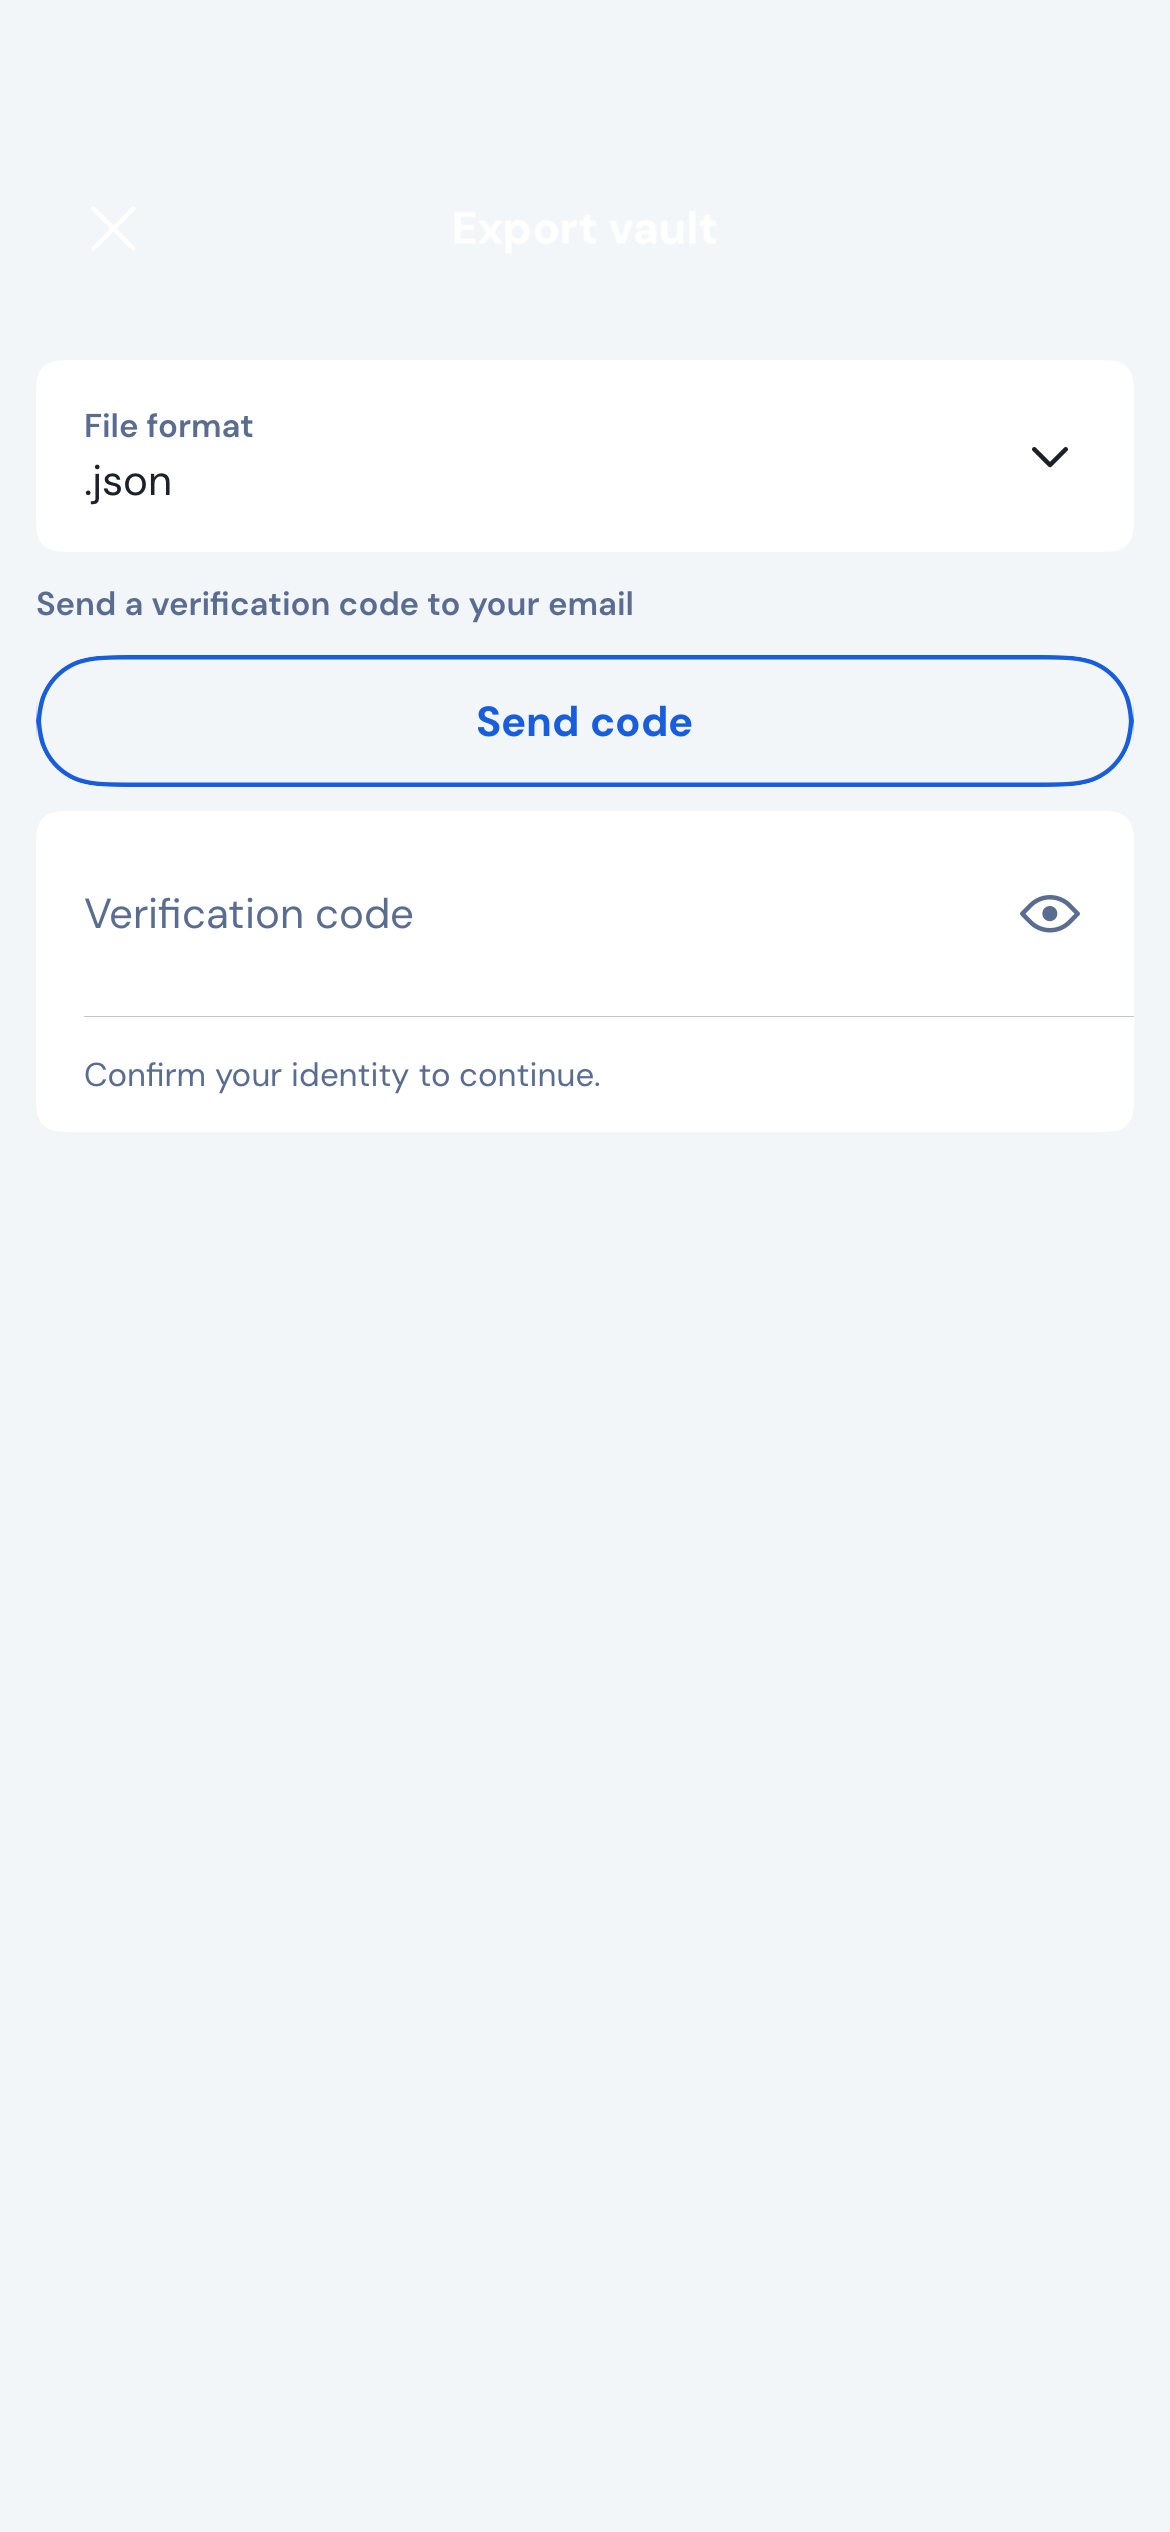 Export vault
File format
.json
Send a verification code to your email
Send code
Verification code
Confirm your identity to continue.